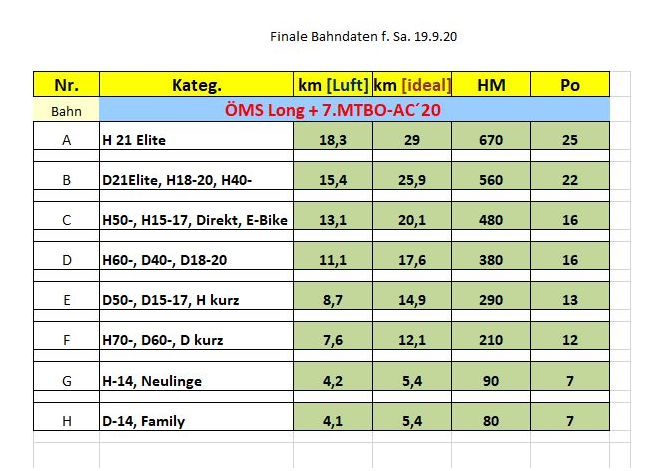 Finale Bahndaten f. Sa. 19.9.20
Nr. Kateg. km [Luft] km [ideal] HM Po
Bahn ÖMS Long + 7.MTBO-AC´20
A H 21 Elite 18,3 29 670 25
B D21Elite, H18-20, H40- 15,4 25,9 560 22
C H50-, H15-17, Direkt, E-Bike 13,1 20,1 480 16
D H60-, D40-, D18-20 11,1 17,6 380 16
E D50-, D15-17, H kurz 8,7 14,9 290 13
F H70-, D60-, D kurz 7,6 12,1 210 12
G H-14, Neulinge 4,2 5,4 90 7
H D-14, Family 4,1 5,4 80 7